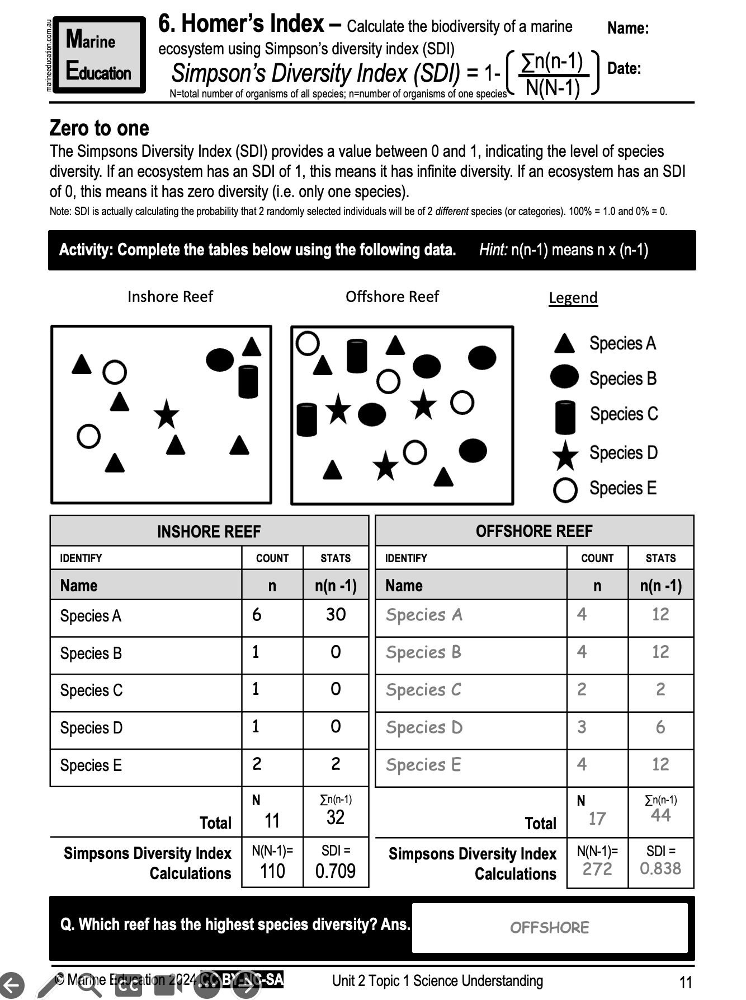 marineeducation.com.au
Marine
Education
6. Homer's Index – Calculate the biodiversity of a marine
ecosystem using Simpson's diversity index (SDI)
Simpson's Diversity Index (SDI) = 1- (∑n(n-1)
N(N-1))
N=total number of organisms of all species; n=number of organisms of one species
Name:
Date:
Zero to one
The Simpsons Diversity Index (SDI) provides a value between 0 and 1, indicating the level of species
diversity. If an ecosystem has an SDI of 1, this means it has infinite diversity. If an ecosystem has an SDI
of 0, this means it has zero diversity (i.e. only one species).
Note: SDI is actually calculating the probability that 2 randomly selected individuals will be of 2 different species (or categories). 100% = 1.0 and 0% = 0.
Activity: Complete the tables below using the following data. Hint: n(n-1) means n x (n-1)
Inshore Reef
Offshore Reef
Legend
Species A
Species B
Species C
Species D
Species E
INSHORE REEF
IDENTIFY COUNT STATS
Name n n(n -1)
Species A 6 30
Species B 1 0
Species C 1 0
Species D 1 0
Species E 2 2
N ∑n(n-1)
Total 11 32
Simpsons Diversity Index N(N-1)= SDI =
Calculations 110 0.709
OFFSHORE REEF
IDENTIFY COUNT STATS
Name n n(n -1)
Species A 4 12
Species B 4 12
Species C 2 2
Species D 3 6
Species E 4 12
N ∑n(n-1)
Total 17 44
Simpsons Diversity Index N(N-1)= SDI =
Calculations 272 0.838
Q. Which reef has the highest species diversity? Ans. OFFSHORE
© Marine Education 2024 CC BY-NC-SA
CC
Unit 2 Topic 1 Science Understanding
11